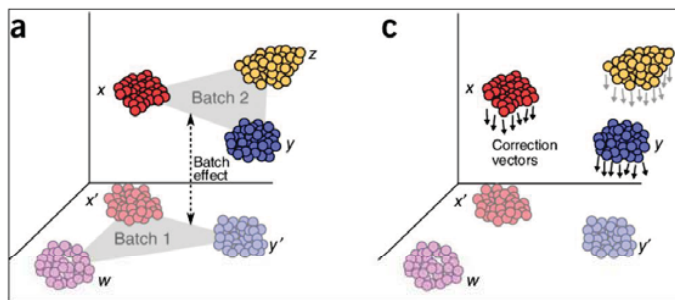 a
x
z
Batch 2
y
Batch
effect
x'
Batch 1
y'
w
c
x
z
y
Correction
vectors
x'
y'
w